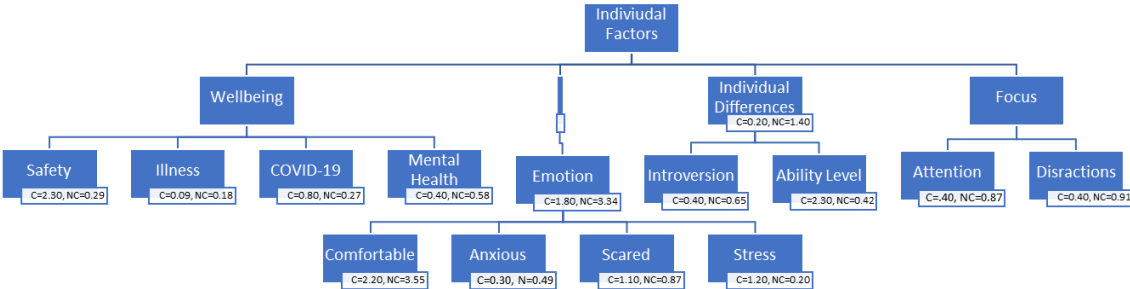 Indiviudal
Factors
Wellbeing
Individual
Differences
C=0.20, NC=1.40
Focus
Safety
C=2.30, NC=0.29
Illness
C=0.09, NC=0.18
COVID-19
C=0.80, NC=0.27
Mental
Health
C=0.40, NC=0.58
Emotion
C=1.80, NC=3.34
Introversion
C=0.40, NC=0.65
Ability Level
C=2.30, NC=0.42
Attention
C=.40, NC=0.87
Disractions
C=0.40, NC=0.91
Comfortable
C=2.20, NC=3.55
Anxious
C=0.30, N=0.49
Scared
C=1.10, NC=0.87
Stress
C=1.20, NC=0.20